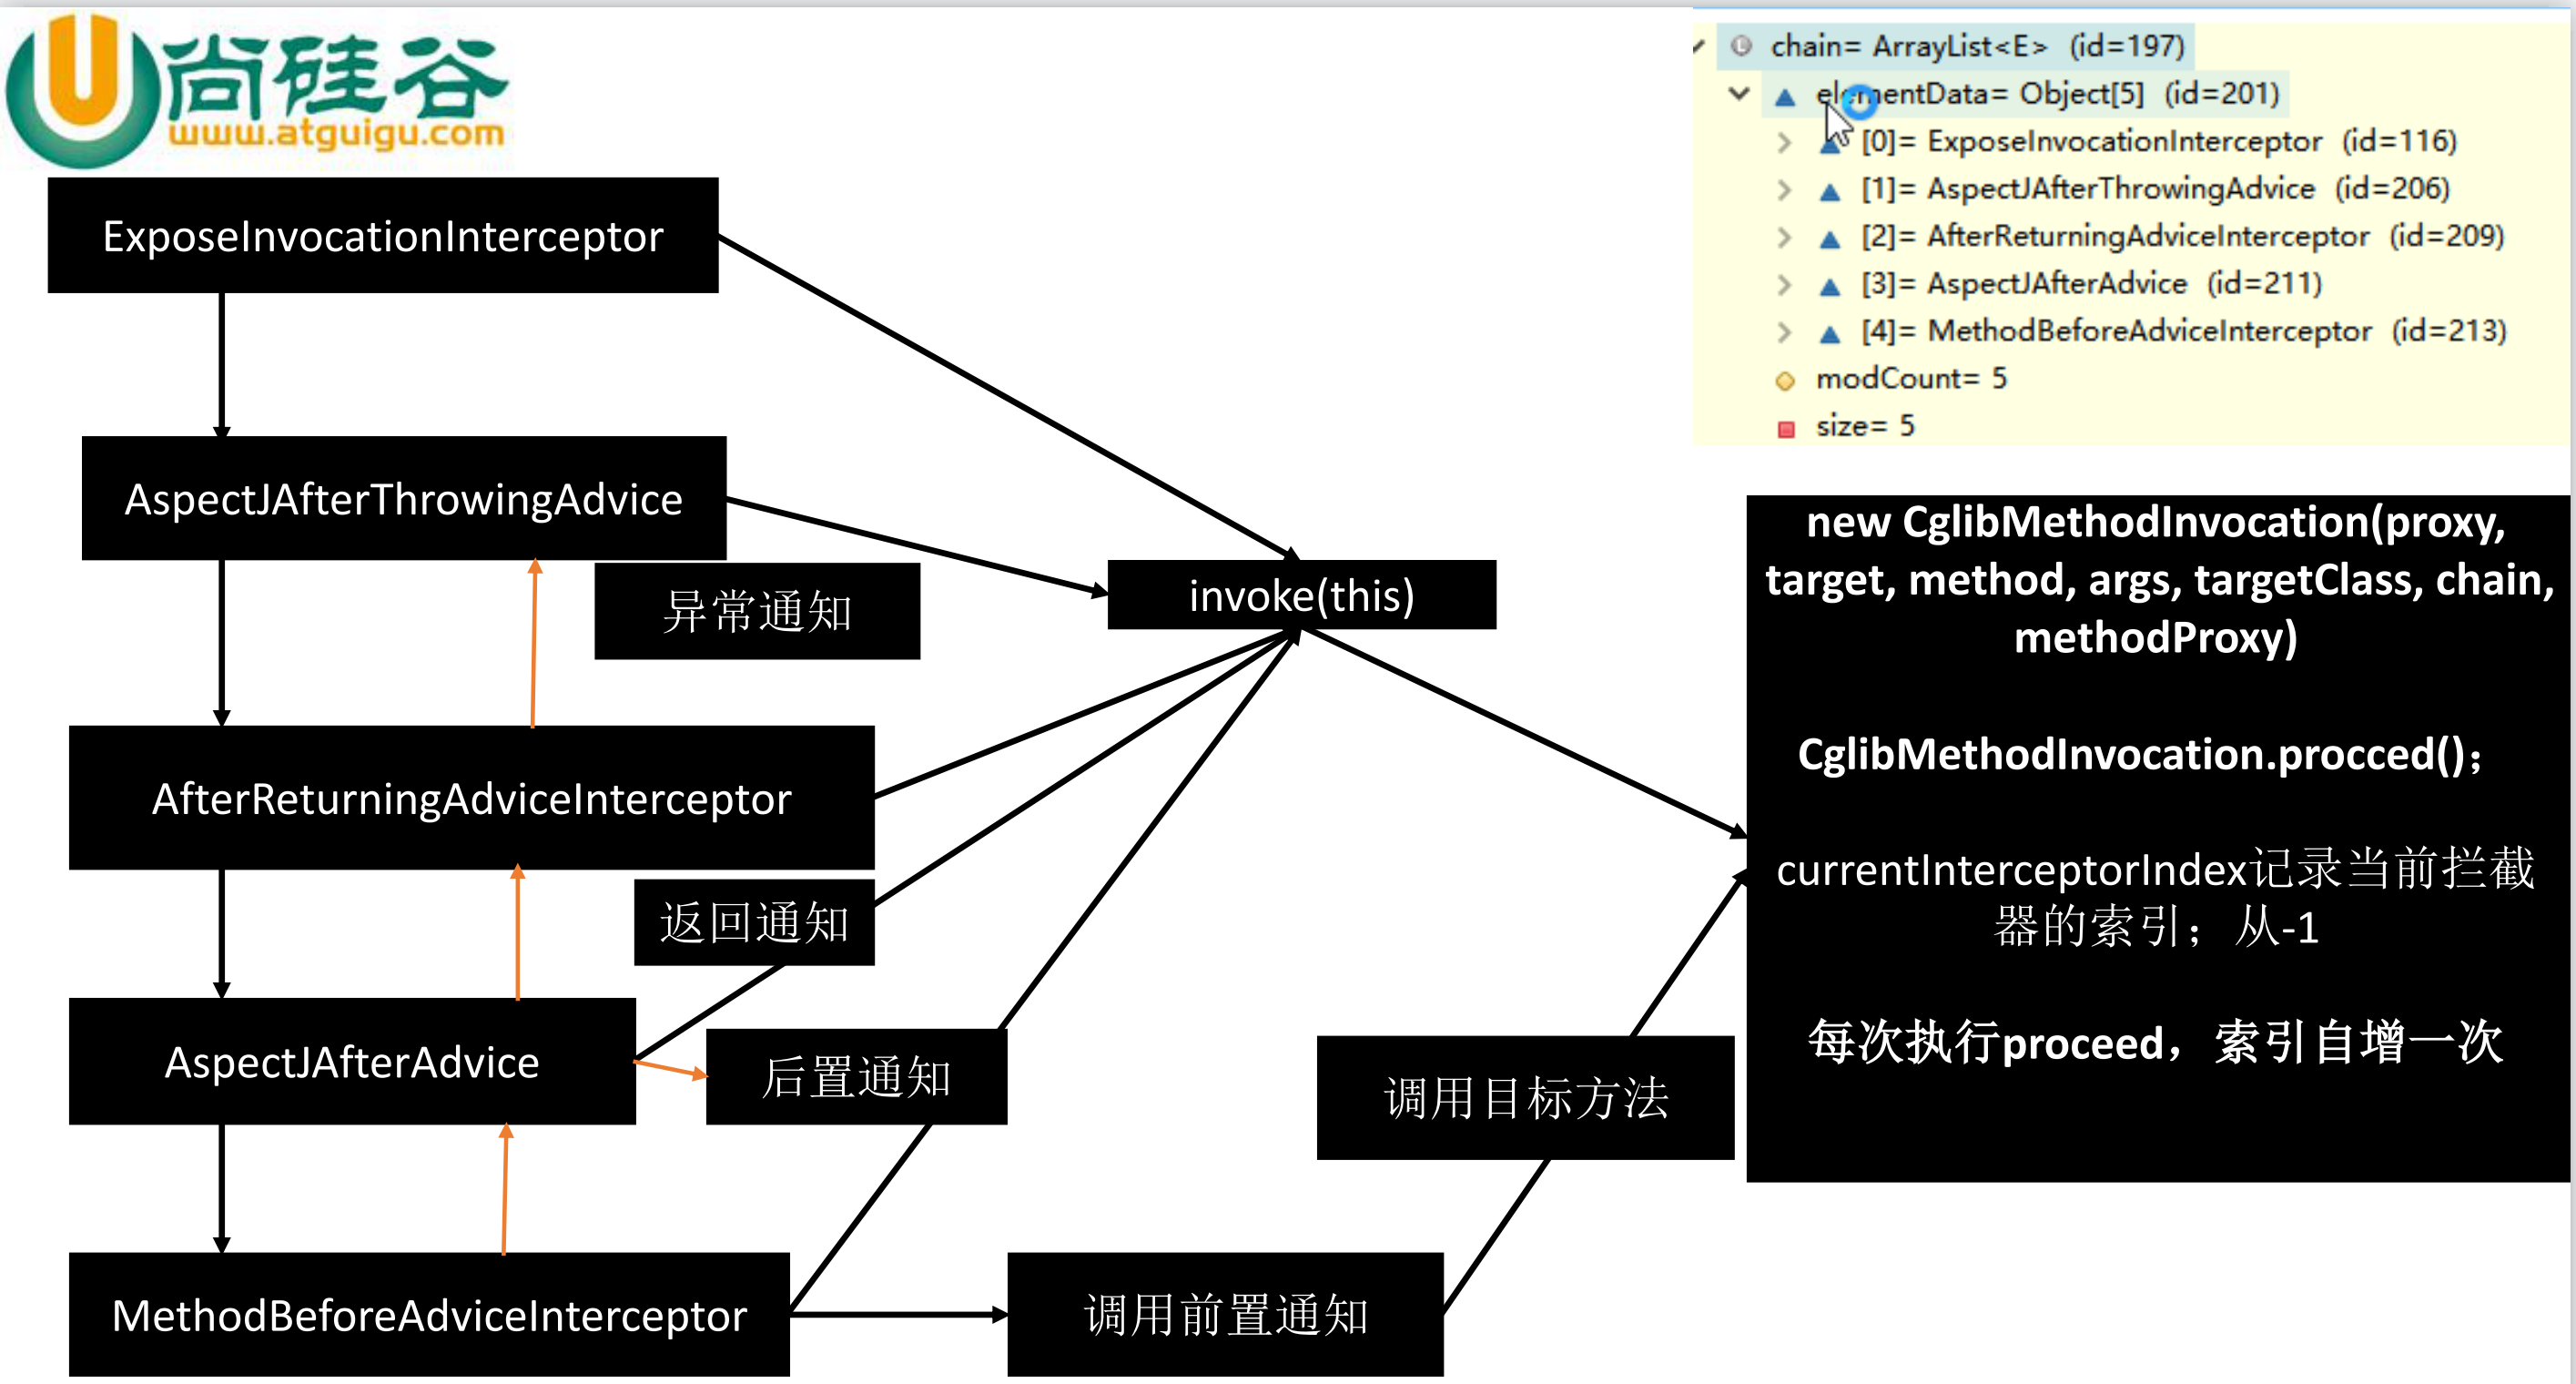 尚硅谷
www.atguigu.com
chain= ArrayList<E> (id=197)
elementData= Object[5] (id=201)
[0]= ExposeInvocationInterceptor (id=116)
[1]= AspectJAfterThrowingAdvice (id=206)
[2]= AfterReturningAdviceInterceptor (id=209)
[3]= AspectJAfterAdvice (id=211)
[4]= MethodBeforeAdviceInterceptor (id=213)
modCount= 5
size= 5
ExposeInvocationInterceptor
AspectJAfterThrowingAdvice
异常通知
invoke(this)
AfterReturningAdviceInterceptor
返回通知
AspectJAfterAdvice
后置通知
MethodBeforeAdviceInterceptor
调用前置通知
调用目标方法
new CglibMethodInvocation(proxy,
target, method, args, targetClass, chain,
methodProxy)
CglibMethodInvocation.procced()；
currentInterceptorIndex记录当前拦截
器的索引；从-1
每次执行proceed，索引自增一次